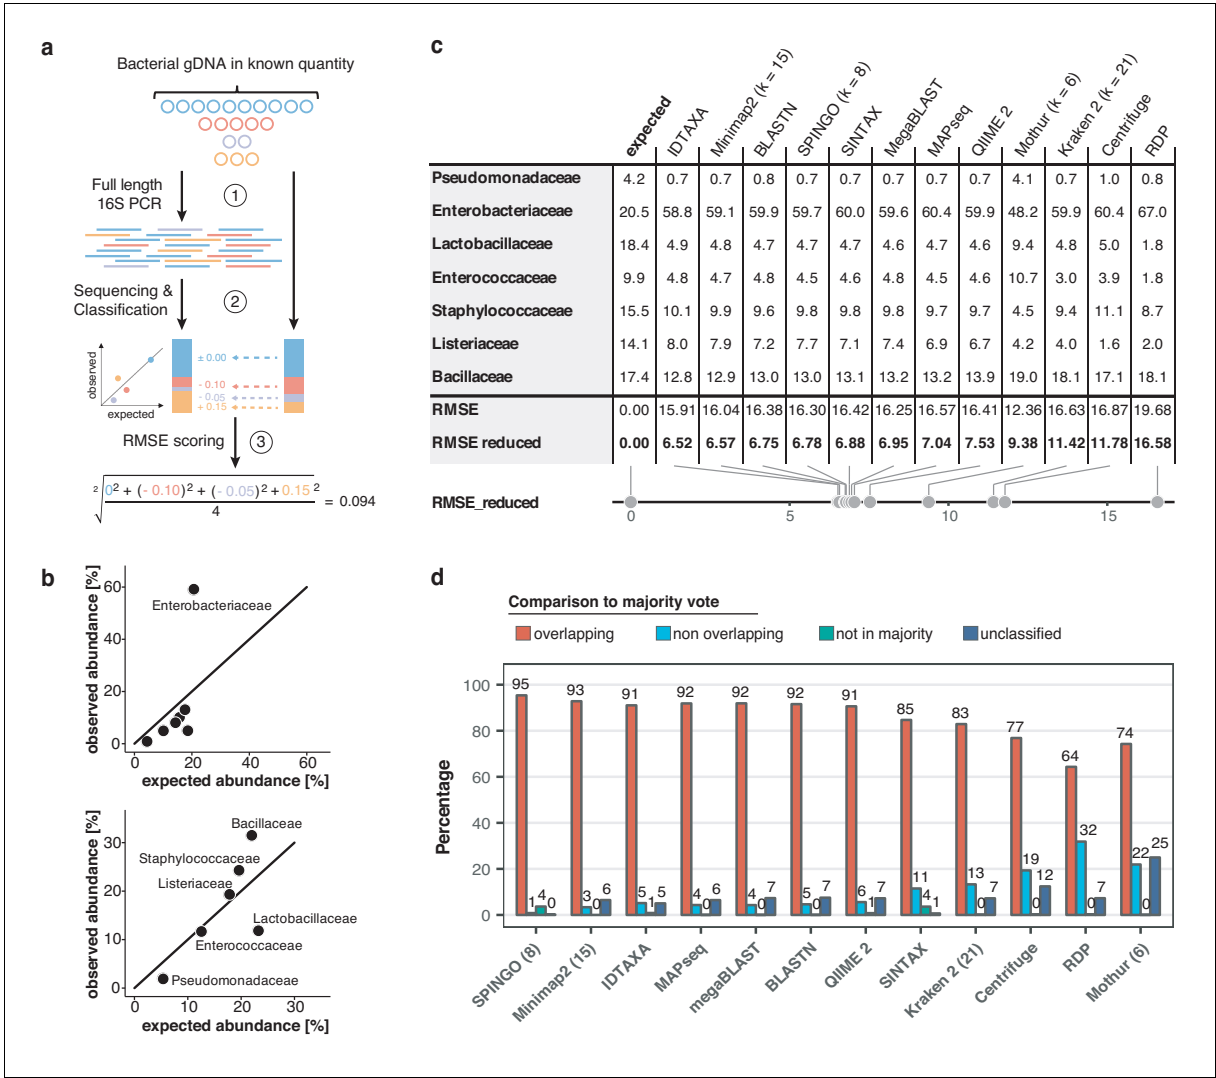 a
Bacterial gDNA in known quantity
Full length
16S PCR
1
Sequencing &
Classification
2
observed
expected
± 0.00
- 0.10
- 0.05
+ 0.15
RMSE scoring
3
2√ 0² + (- 0.10)² + (- 0.05)² + 0.15² / 4 = 0.094
b
observed abundance [%]
60
40
20
0
Enterobacteriaceae
0 20 40 60
expected abundance [%]
observed abundance [%]
30
20
10
0
Bacillaceae
Staphylococcaceae
Listeriaceae
Lactobacillaceae
Enterococcaceae
Pseudomonadaceae
0 10 20 30
expected abundance [%]
c
expected IDTAXA Minimap2 (k = 15) BLASTN SPINGO (k = 8) SINTAX MegaBLAST MAPseq QIIME 2 Mothur (k = 6) Kraken 2 (k = 21) Centrifuge RDP
Pseudomonadaceae 4.2 0.7 0.7 0.8 0.7 0.7 0.7 0.7 0.7 4.1 0.7 1.0 0.8
Enterobacteriaceae 20.5 58.8 59.1 59.9 59.7 60.0 59.6 60.4 59.9 48.2 59.9 60.4 67.0
Lactobacillaceae 18.4 4.9 4.8 4.7 4.7 4.7 4.6 4.7 4.6 9.4 4.8 5.0 1.8
Enterococcaceae 9.9 4.8 4.7 4.8 4.5 4.6 4.8 4.5 4.6 10.7 3.0 3.9 1.8
Staphylococcaceae 15.5 10.1 9.9 9.6 9.8 9.8 9.8 9.7 9.7 4.5 9.4 11.1 8.7
Listeriaceae 14.1 8.0 7.9 7.2 7.7 7.1 7.4 6.9 6.7 4.2 4.0 1.6 2.0
Bacillaceae 17.4 12.8 12.9 13.0 13.0 13.1 13.2 13.2 13.9 19.0 18.1 17.1 18.1
RMSE 0.00 15.91 16.04 16.38 16.30 16.42 16.25 16.57 16.41 12.36 16.63 16.87 19.68
RMSE reduced 0.00 6.52 6.57 6.75 6.78 6.88 6.95 7.04 7.53 9.38 11.42 11.78 16.58
RMSE_reduced
0 5 10 15
d
Comparison to majority vote
overlapping non overlapping not in majority unclassified
Percentage
100
80
60
40
20
0
95 1 4 0
93 3 0 6
91 5 1 5
92 4 0 6
92 4 0 7
92 5 0 7
91 6 1 7
85 11 4 1
83 13 0 7
77 19 0 12
64 32 0 7
74 22 0 25
SPINGO (8)
Minimap2 (15)
IDTAXA
MAPseq
megaBLAST
BLASTN
QIIME 2
SINTAX
Kraken 2 (21)
Centrifuge
RDP
Mothur (6)